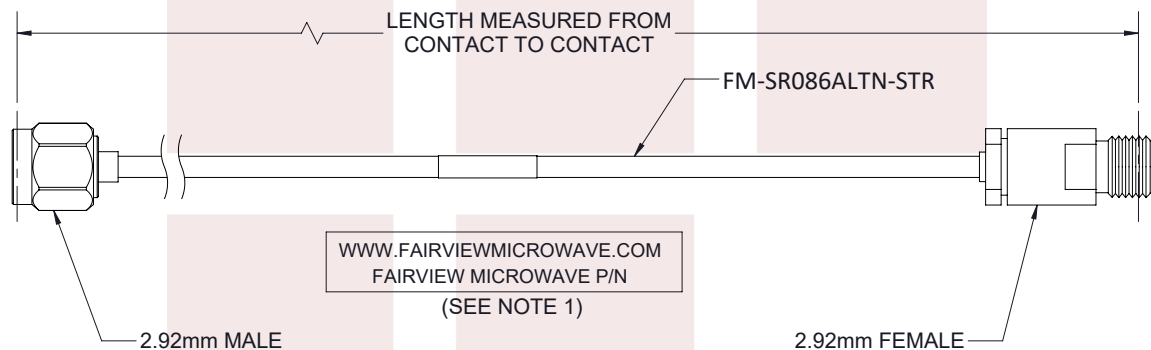 LENGTH MEASURED FROM
CONTACT TO CONTACT
FM-SR086ALTN-STR
WWW.FAIRVIEWMICROWAVE.COM
FAIRVIEW MICROWAVE P/N
(SEE NOTE 1)
2.92mm MALE
2.92mm FEMALE